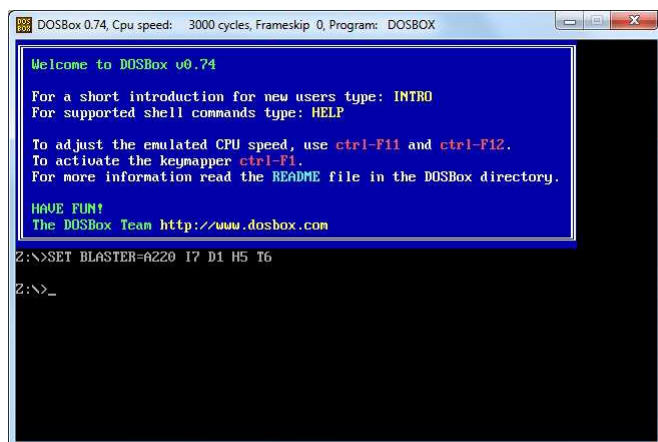 DOSBox 0.74, Cpu speed: 3000 cycles, Frameskip 0, Program: DOSBOX
Welcome to DOSBox v0.74
For a short introduction for new users type: INTRO
For supported shell commands type: HELP
To adjust the emulated CPU speed, use ctrl-F11 and ctrl-F12.
To activate the keymapper ctrl-F1.
For more information read the README file in the DOSBox directory.
HAVE FUN!
The DOSBox Team http://www.dosbox.com
Z:\>SET BLASTER=A220 I7 D1 H5 T6
Z:\>_